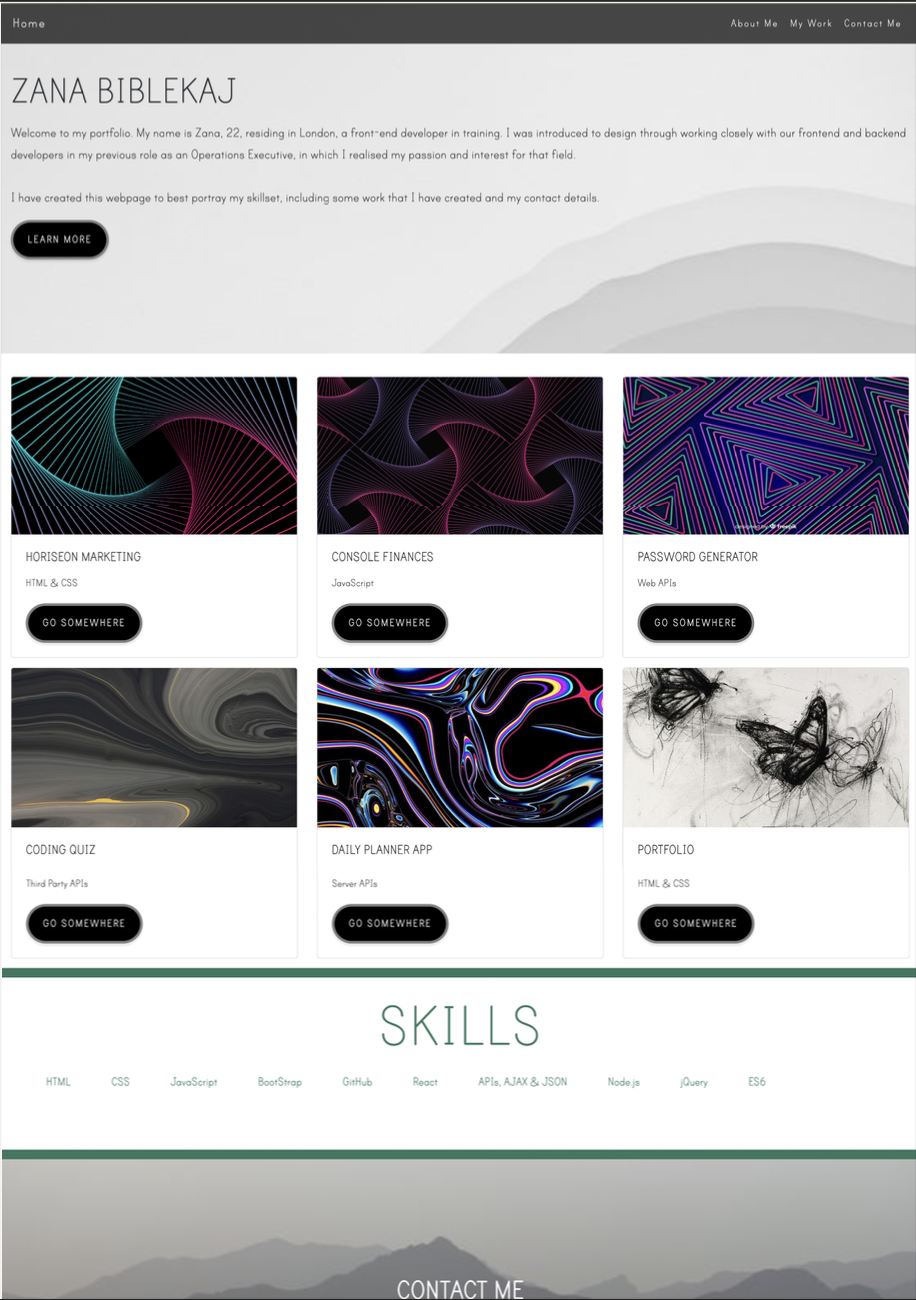 Home
About Me My Work Contact Me
ZANA BIBLEKAJ
Welcome to my portfolio. My name is Zana, 22, residing in London, a front-end developer in training. I was introduced to design through working closely with our frontend and backend
developers in my previous role as an Operations Executive, in which I realised my passion and interest for that field.
I have created this webpage to best portray my skillset, including some work that I have created and my contact details.
LEARN MORE
designed by freepik
HORISEON MARKETING
CONSOLE FINANCES
PASSWORD GENERATOR
HTML & CSS
JavaScript
Web APIs
GO SOMEWHERE
GO SOMEWHERE
GO SOMEWHERE
CODING QUIZ
DAILY PLANNER APP
PORTFOLIO
Third Party APIs
Server APIs
HTML & CSS
GO SOMEWHERE
GO SOMEWHERE
GO SOMEWHERE
SKILLS
HTML CSS JavaScript BootStrap GitHub React APIs, AJAX & JSON Node.js jQuery ES6
CONTACT ME